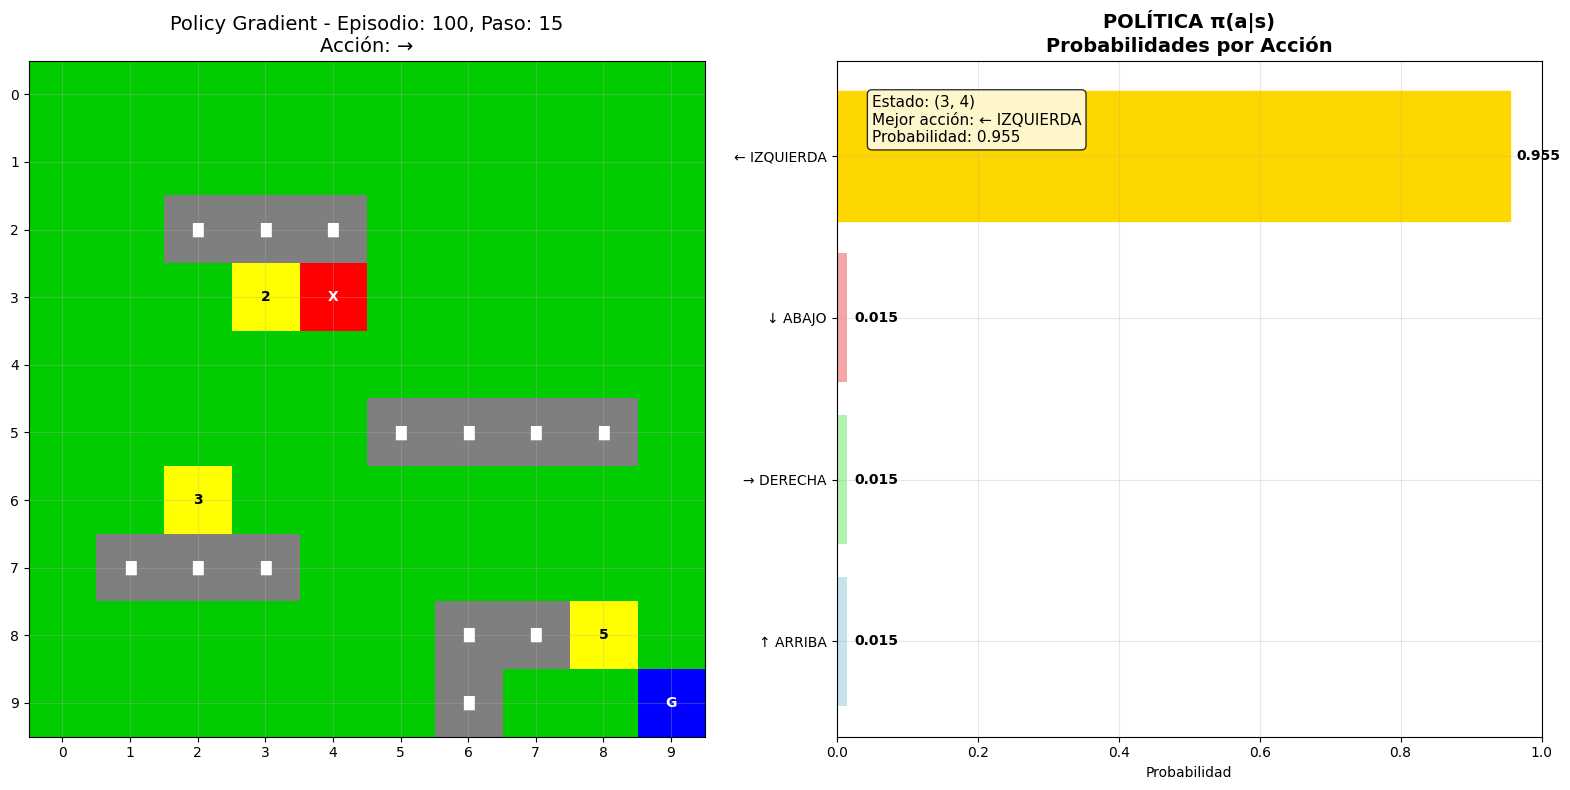 Policy Gradient - Episodio: 100, Paso: 15
Acción: →
0
1
2
3
4
5
6
7
8
9
2
X
3
5
G
0 1 2 3 4 5 6 7 8 9
POLÍTICA π(a|s)
Probabilidades por Acción
Estado: (3, 4)
Mejor acción: ← IZQUIERDA
Probabilidad: 0.955
← IZQUIERDA 0.955
↓ ABAJO 0.015
→ DERECHA 0.015
↑ ARRIBA 0.015
0.0 0.2 0.4 0.6 0.8 1.0
Probabilidad